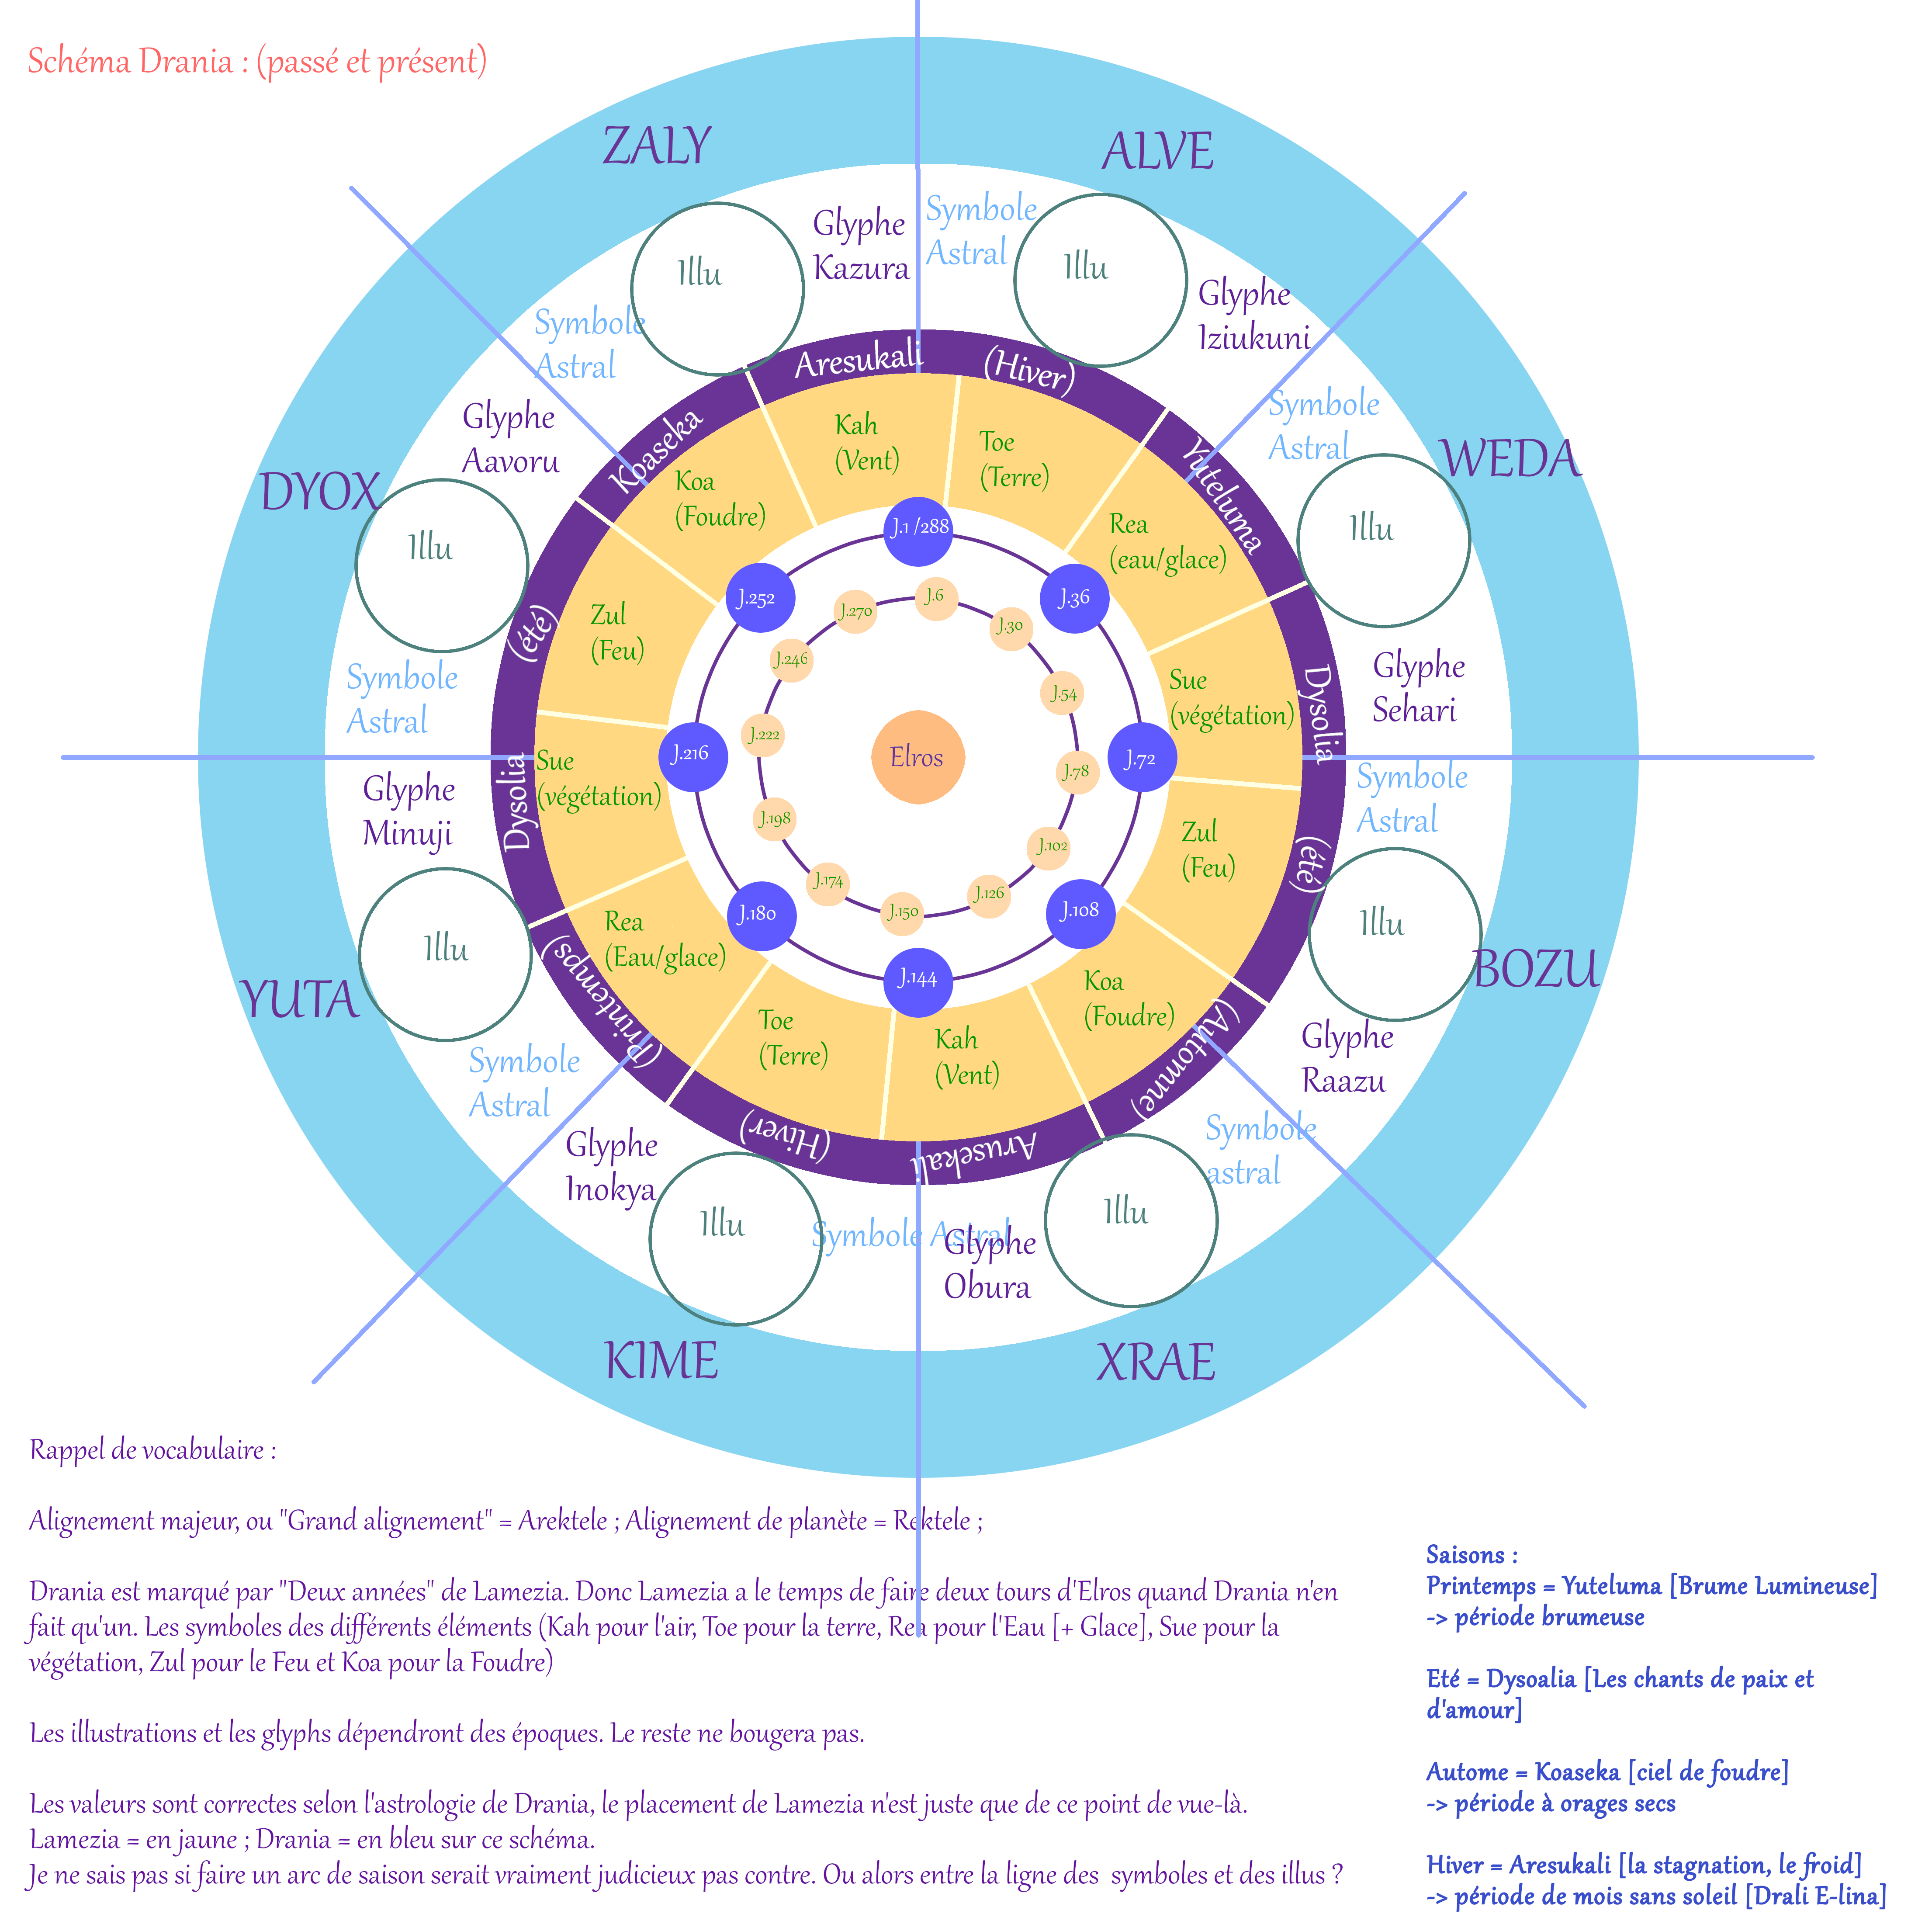 Schéma Drania : (passé et présent)
ZALY
ALVE
WEDA
BOZU
XRAE
KIME
YUTA
DYOX
Glyphe
Kazura
Symbole
Astral
Illu
Symbole
Astral
Illu
Glyphe
Iziukuni
Symbole
Astral
Illu
Glyphe
Sehari
Symbole
Astral
Illu
Glyphe
Raazu
Symbole
astral
Illu
Glyphe
Obura
Symbole Astral
Illu
Glyphe
Inokya
Symbole
Astral
Illu
Glyphe
Minuji
Symbole
Astral
Illu
Glyphe
Aavoru
Aresukali
(Hiver)
Yuteluma
Dysolia
(été)
(Automne)
Arusekali
(Hiver)
(Printemps)
Dysolia
(été)
Koaseka
Kah
(Vent)
Toe
(Terre)
Rea
(eau/glace)
Sue
(végétation)
Zul
(Feu)
Koa
(Foudre)
Kah
(Vent)
Toe
(Terre)
Rea
(Eau/glace)
Sue
(végétation)
Zul
(Feu)
Koa
(Foudre)
J.1 /288
J.36
J.72
J.108
J.144
J.180
J.216
J.252
J.6
J.30
J.54
J.78
J.102
J.126
J.150
J.174
J.198
J.222
J.246
J.270
Elros
Rappel de vocabulaire :
Alignement majeur, ou "Grand alignement" = Arektele ; Alignement de planète = Rektele ;
Drania est marqué par "Deux années" de Lamezia. Donc Lamezia a le temps de faire deux tours d'Elros quand Drania n'en
fait qu'un. Les symboles des différents éléments (Kah pour l'air, Toe pour la terre, Rea pour l'Eau [+ Glace], Sue pour la
végétation, Zul pour le Feu et Koa pour la Foudre)
Les illustrations et les glyphs dépendront des époques. Le reste ne bougera pas.
Les valeurs sont correctes selon l'astrologie de Drania, le placement de Lamezia n'est juste que de ce point de vue-là.
Lamezia = en jaune ; Drania = en bleu sur ce schéma.
Je ne sais pas si faire un arc de saison serait vraiment judicieux pas contre. Ou alors entre la ligne des symboles et des illus ?
Saisons :
Printemps = Yuteluma [Brume Lumineuse]
-> période brumeuse
Eté = Dysoalia [Les chants de paix et
d'amour]
Autome = Koaseka [ciel de foudre]
-> période à orages secs
Hiver = Aresukali [la stagnation, le froid]
-> période de mois sans soleil [Drali E-lina]